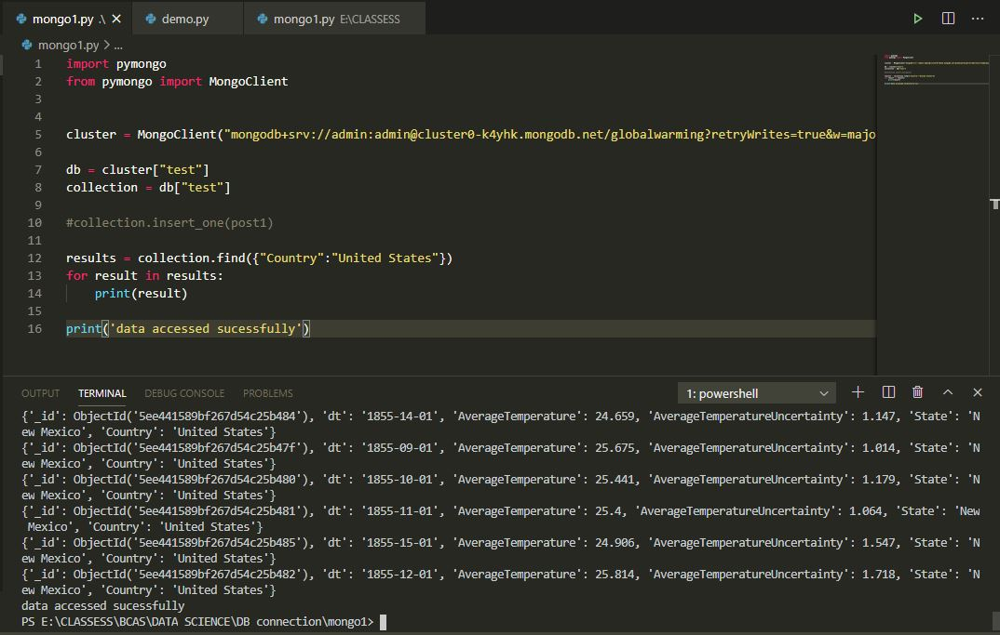 mongo1.py .\
demo.py
mongo1.py E:\CLASSESS
mongo1.py > ...
1 import pymongo
2 from pymongo import MongoClient
3
4
5 cluster = MongoClient("mongodb+srv://admin:admin@cluster0-k4yhk.mongodb.net/globalwarming?retryWrites=true&w=majo
6
7 db = cluster["test"]
8 collection = db["test"]
9
10 #collection.insert_one(post1)
11
12 results = collection.find({"Country":"United States"})
13 for result in results:
14 print(result)
15
16 print('data accessed sucessfully')
OUTPUT TERMINAL DEBUG CONSOLE PROBLEMS 1: powershell
{'_id': ObjectId('5ee441589bf267d54c25b484'), 'dt': '1855-14-01', 'AverageTemperature': 24.659, 'AverageTemperatureUncertainty': 1.147, 'State': 'N
ew Mexico', 'Country': 'United States'}
{'_id': ObjectId('5ee441589bf267d54c25b47f'), 'dt': '1855-09-01', 'AverageTemperature': 25.675, 'AverageTemperatureUncertainty': 1.014, 'State': 'N
ew Mexico', 'Country': 'United States'}
{'_id': ObjectId('5ee441589bf267d54c25b480'), 'dt': '1855-10-01', 'AverageTemperature': 25.441, 'AverageTemperatureUncertainty': 1.179, 'State': 'N
ew Mexico', 'Country': 'United States'}
{'_id': ObjectId('5ee441589bf267d54c25b481'), 'dt': '1855-11-01', 'AverageTemperature': 25.4, 'AverageTemperatureUncertainty': 1.064, 'State': 'New
Mexico', 'Country': 'United States'}
{'_id': ObjectId('5ee441589bf267d54c25b485'), 'dt': '1855-15-01', 'AverageTemperature': 24.906, 'AverageTemperatureUncertainty': 1.547, 'State': 'N
ew Mexico', 'Country': 'United States'}
{'_id': ObjectId('5ee441589bf267d54c25b482'), 'dt': '1855-12-01', 'AverageTemperature': 25.814, 'AverageTemperatureUncertainty': 1.718, 'State': 'N
ew Mexico', 'Country': 'United States'}
data accessed sucessfully
PS E:\CLASSESS\BCAS\DATA SCIENCE\DB connection\mongo1>